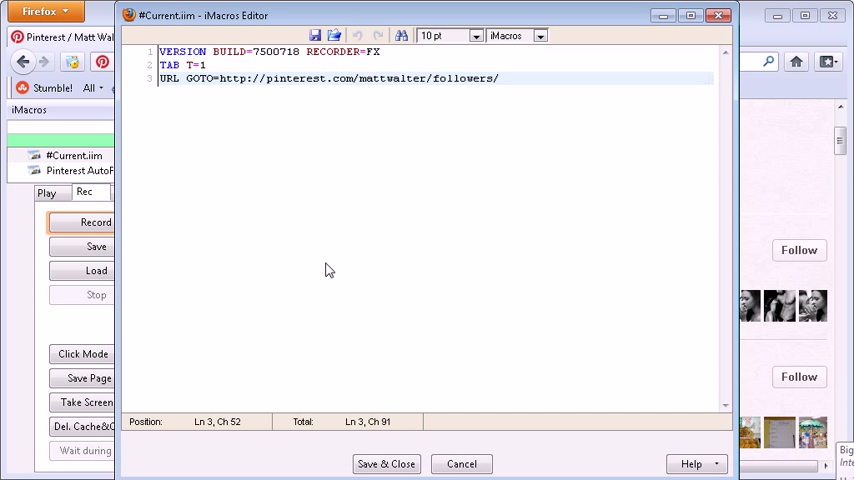 Firefox
#Current.iim - iMacros Editor
Pinterest / Matt Wal
Stumble!
All
10 pt
iMacros
1 VERSION BUILD=7500718 RECORDER=FX
2 TAB T=1
3 URL GOTO=http://pinterest.com/mattwalter/followers/
iMacros
#Current.iim
Pinterest AutoF
Play
Rec
Record
Save
Load
Stop
Click Mode
Save Page
Take Screen
Del. Cache&C
Wait during
Follow
Follow
Position:
Ln 3, Ch 52
Total:
Ln 3, Ch 91
Save & Close
Cancel
Help
Big
Inte